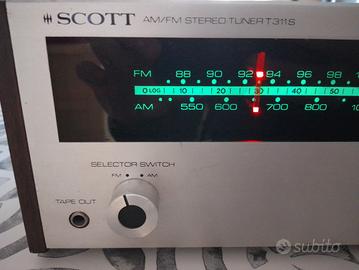 SCOTT AM/FM STEREO TUNER T311S
FM 88 90 92 94 96 98
0 LOG 10 20 30 40 50
AM 550 600 700 800
SELECTOR SWITCH
FM AM
TAPE OUT
subito